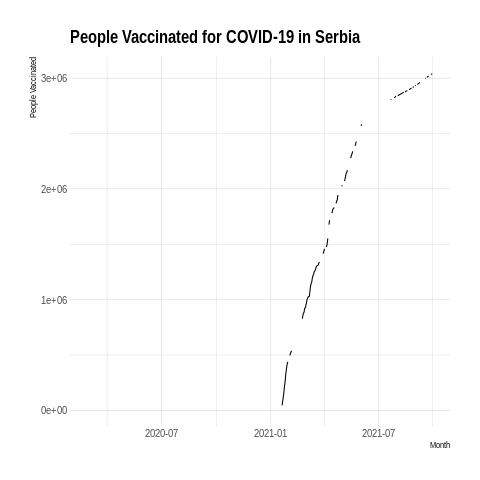 People Vaccinated for COVID-19 in Serbia
People Vaccinated
3e+06
2e+06
1e+06
0e+00
2020-07 2021-01 2021-07
Month